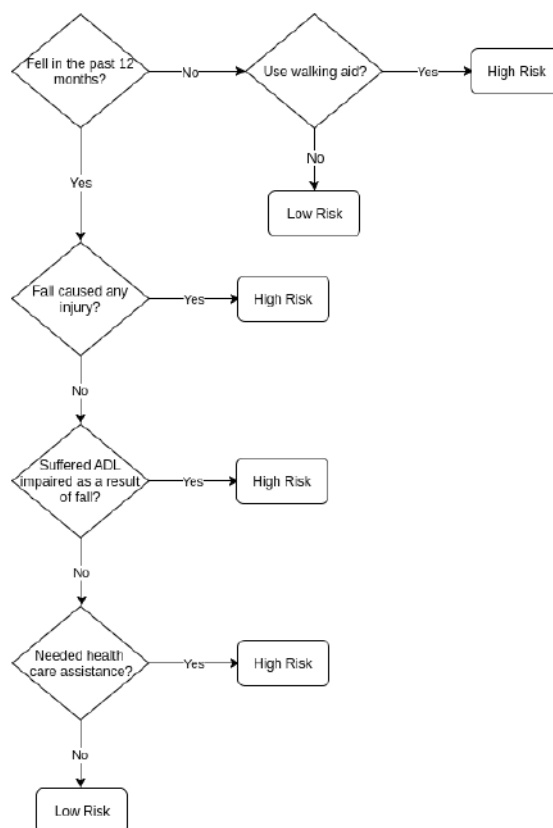 Fell in the past 12
months?
No
Use walking aid?
Yes
High Risk
No
Low Risk
Yes
Fall caused any
injury?
Yes
High Risk
No
Suffered ADL
impaired as a result
of fall?
Yes
High Risk
No
Needed health
care assistance?
Yes
High Risk
No
Low Risk